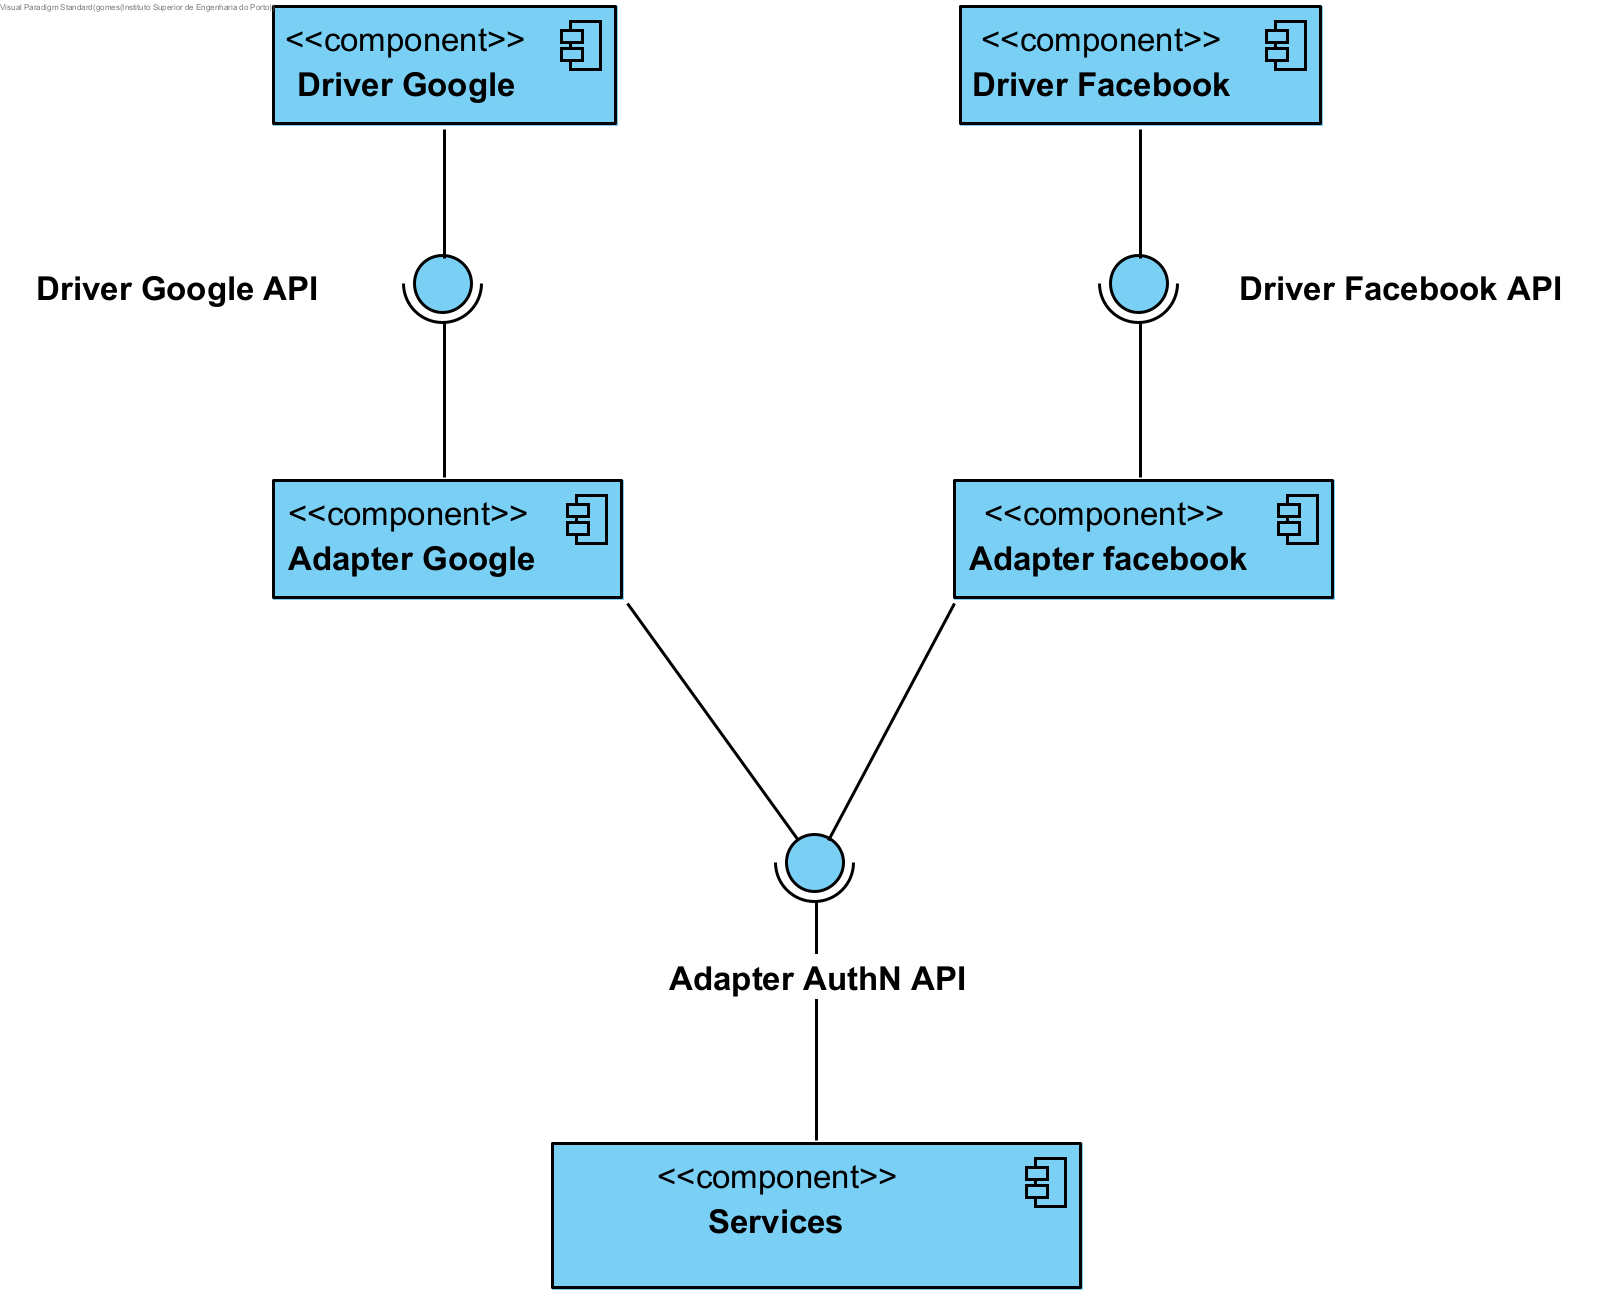 Visual Paradigm Standard(gomes(Instituto Superior de Engenharia do Porto)
<<component>>
Driver Google
<<component>>
Driver Facebook
Driver Google API
Driver Facebook API
<<component>>
Adapter Google
<<component>>
Adapter facebook
Adapter AuthN API
<<component>>
Services